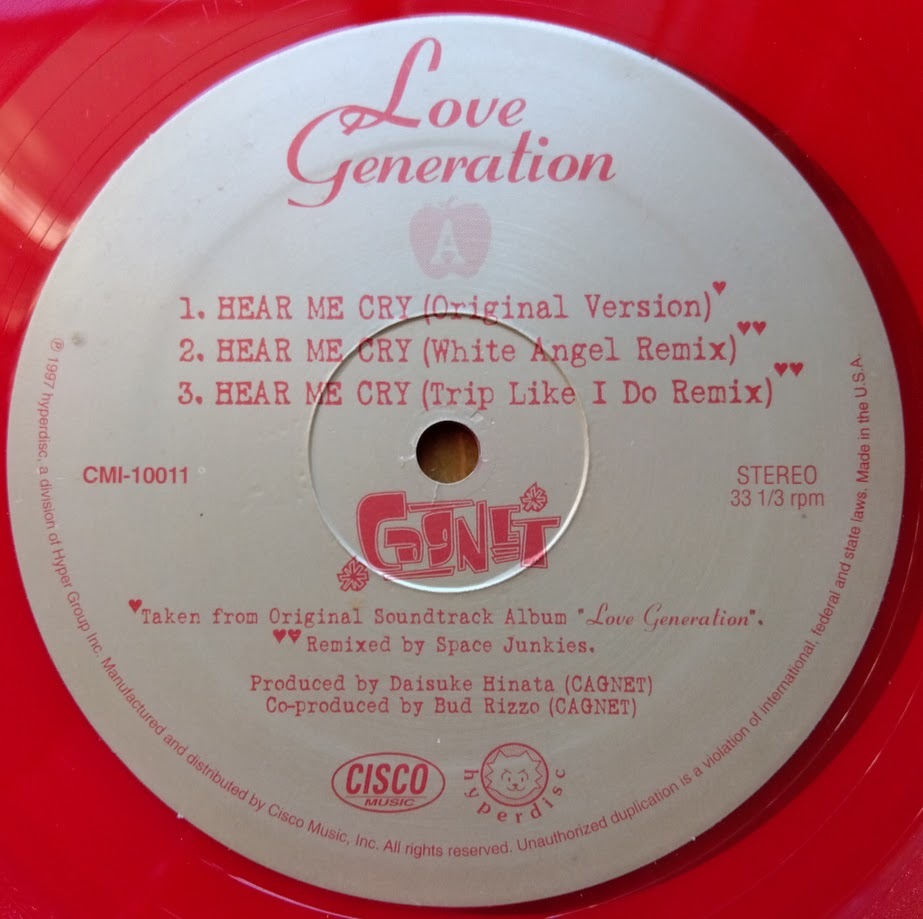 Love
Generation
A
1. HEAR ME CRY (Original Version)♥
2. HEAR ME CRY (White Angel Remix)♥♥
3. HEAR ME CRY (Trip Like I Do Remix)♥♥
CMI-10011
STEREO
33 1/3 rpm
CAGNET
♥Taken from Original Soundtrack Album "Love Generation".
♥♥Remixed by Space Junkies.
Produced by Daisuke Hinata (CAGNET)
Co-produced by Bud Rizzo (CAGNET)
CISCO
MUSIC
hyperdisc
℗ 1997 hyperdisc, a division of Hyper Group Inc. Manufactured and distributed by Cisco Music, Inc. All rights reserved. Unauthorized duplication is a violation of international, federal and state laws. Made in the U.S.A.